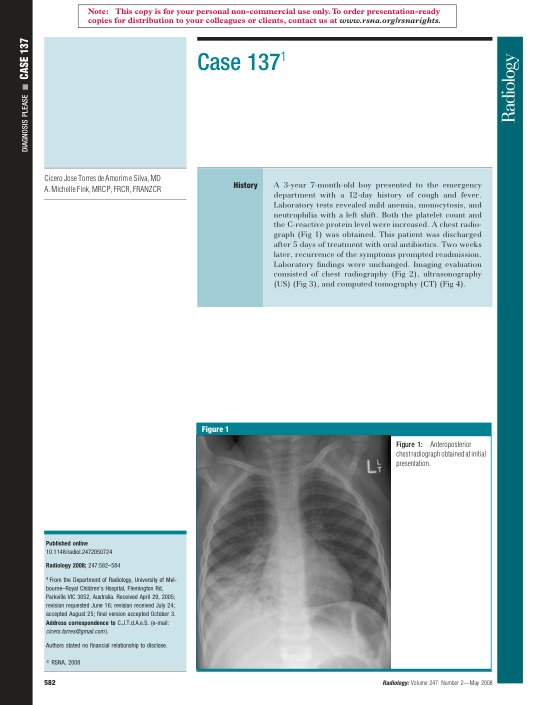 Note: This copy is for your personal non-commercial use only. To order presentation-ready
copies for distribution to your colleagues or clients, contact us at www.rsna.org/rsnarights.
DIAGNOSIS PLEASE ■ CASE 137
Radiology
Case 137¹
Cicero Jose Torres de Amorim e Silva, MD
A. Michelle Fink, MRCP, FRCR, FRANZCR
History
A 3-year 7-month-old boy presented to the emergency
department with a 12-day history of cough and fever.
Laboratory tests revealed mild anemia, monocytosis, and
neutrophilia with a left shift. Both the platelet count and
the C-reactive protein level were increased. A chest radio-
graph (Fig 1) was obtained. This patient was discharged
after 5 days of treatment with oral antibiotics. Two weeks
later, recurrence of the symptoms prompted readmission.
Laboratory findings were unchanged. Imaging evaluation
consisted of chest radiography (Fig 2), ultrasonography
(US) (Fig 3), and computed tomography (CT) (Fig 4).
Figure 1
L L
T
Figure 1: Anteroposterior
chest radiograph obtained at initial
presentation.
Published online
10.1148/radiol.2472050724
Radiology 2008; 247:582–584
¹ From the Department of Radiology, University of Mel-
bourne–Royal Children's Hospital, Flemington Rd,
Parkville VIC 3052, Australia. Received April 29, 2005;
revision requested June 16; revision received July 24;
accepted August 25; final version accepted October 3.
Address correspondence to C.J.T.d.A.e.S. (e-mail:
cicero.torres@gmail.com).
Authors stated no financial relationship to disclose.
© RSNA, 2008
582
Radiology: Volume 247: Number 2—May 2008